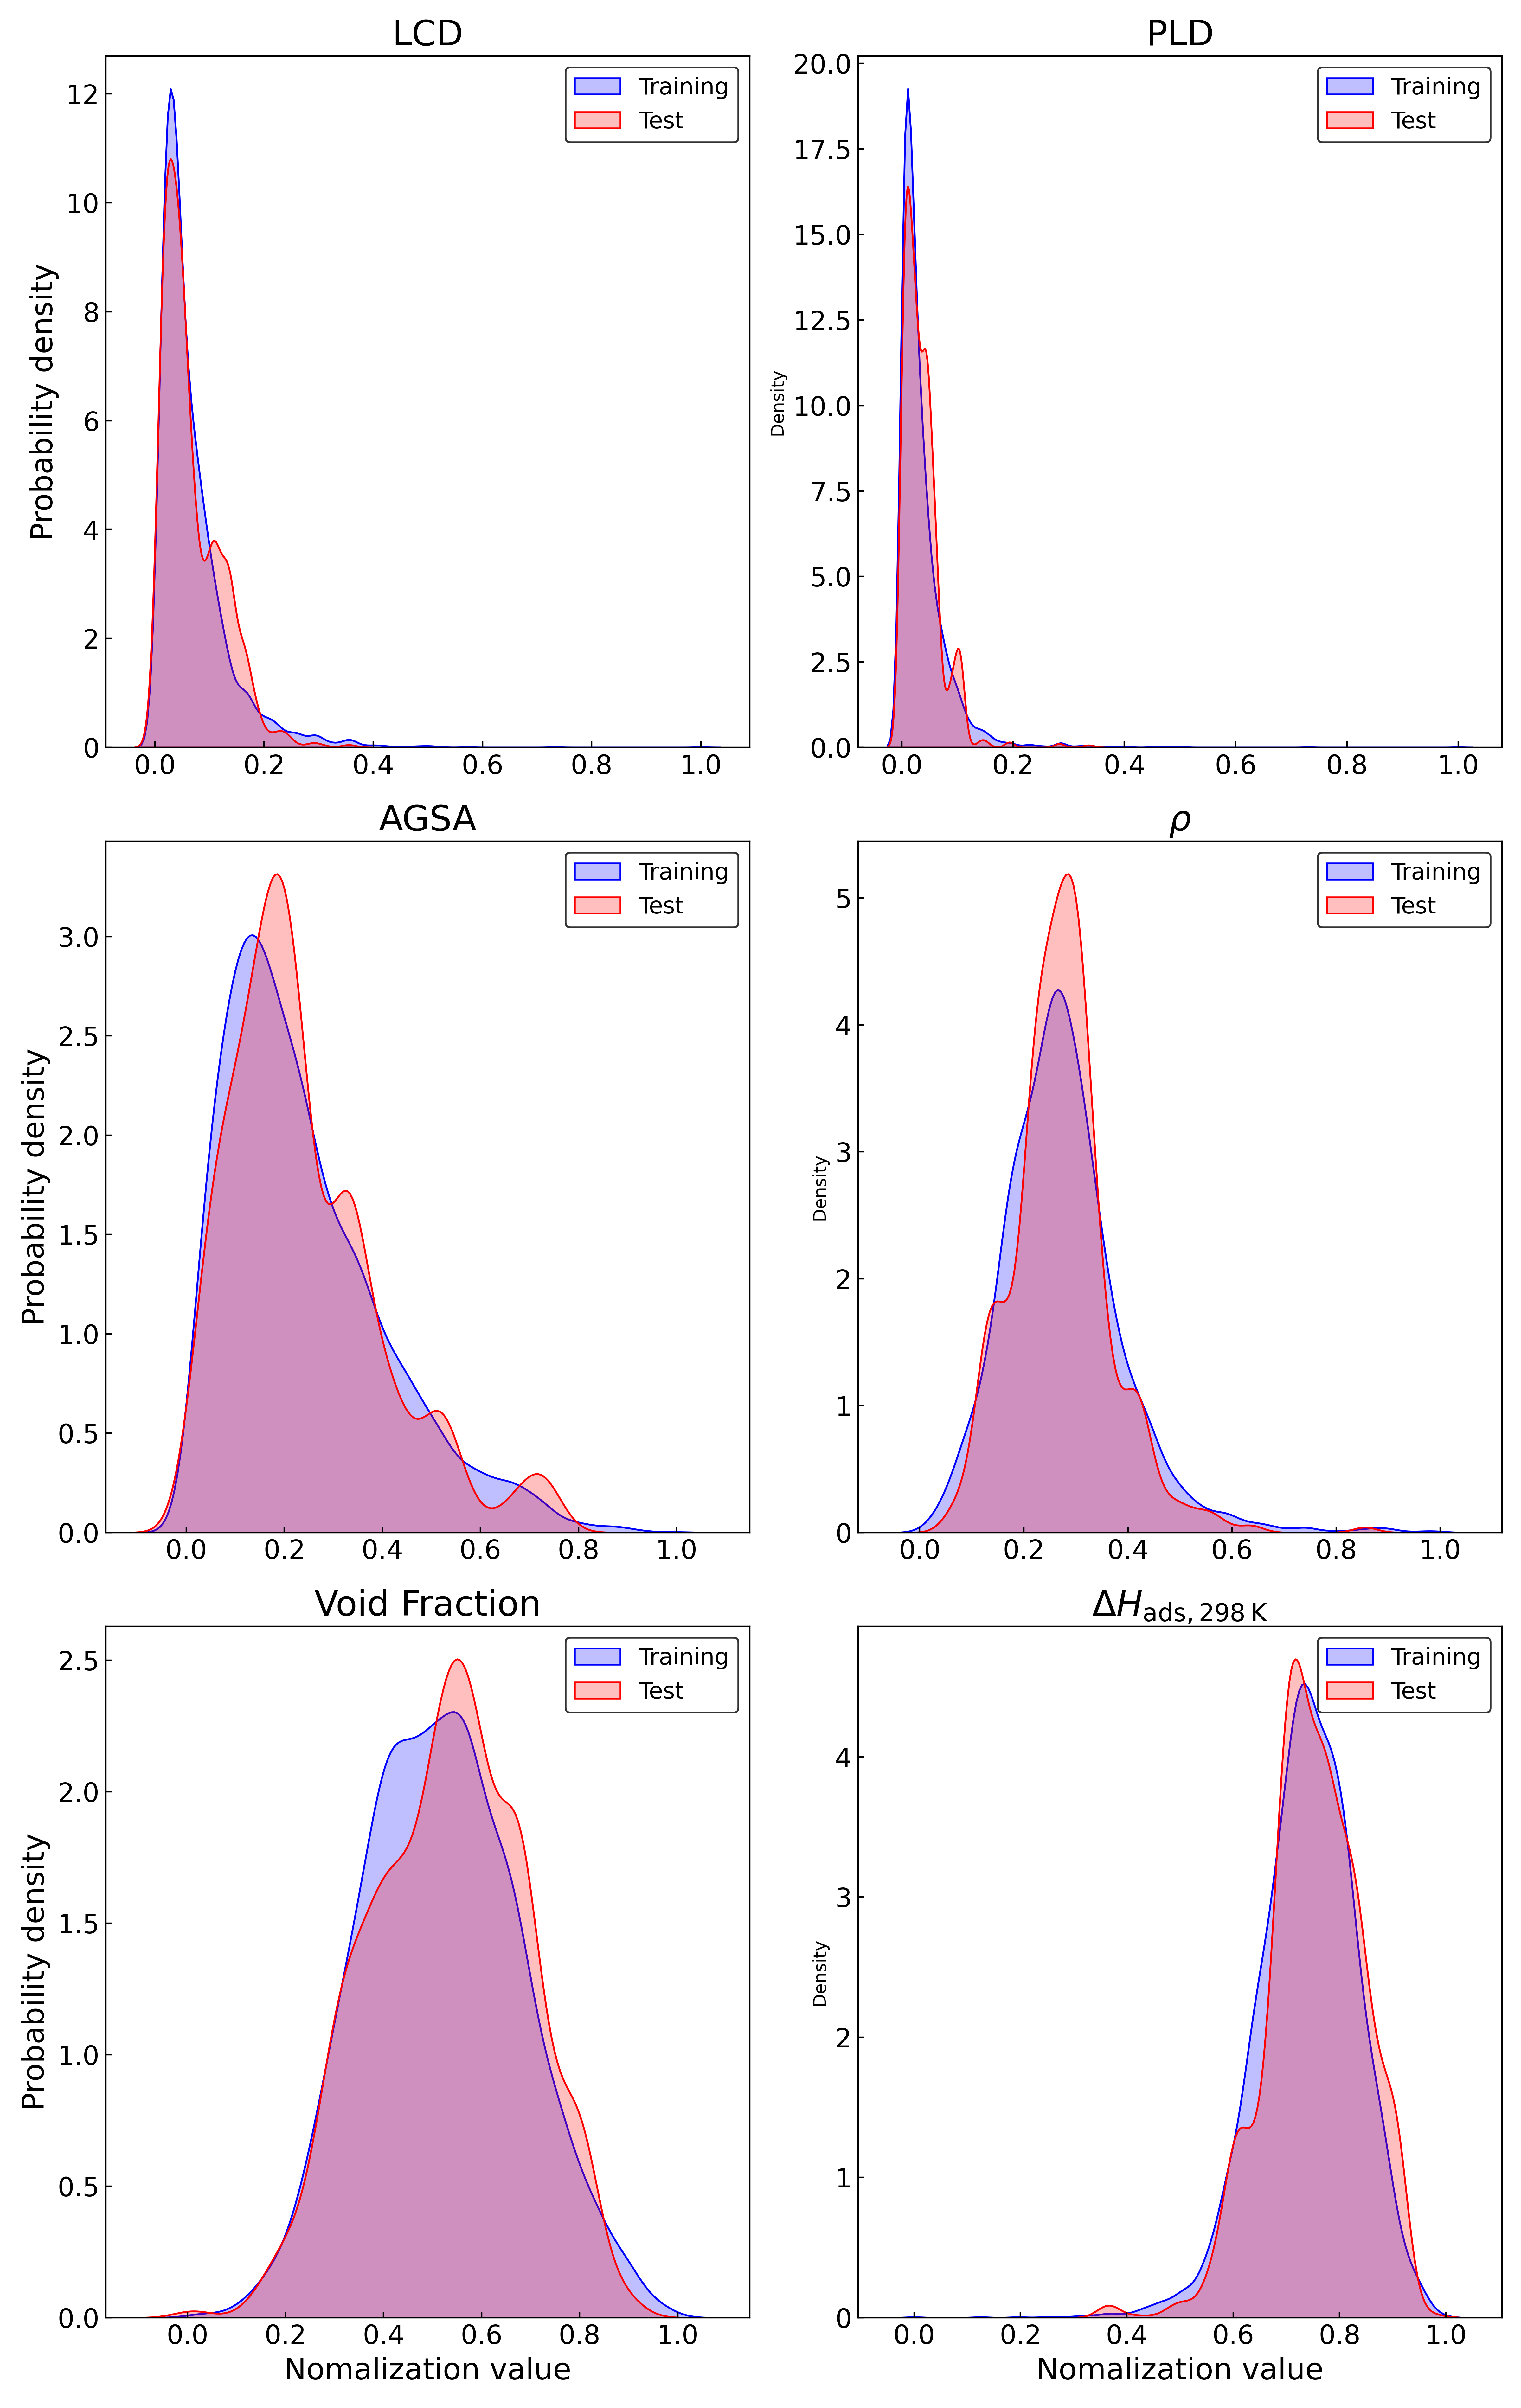 LCD
Training
Test
Probability density
12
10
8
6
4
2
0
0.0 0.2 0.4 0.6 0.8 1.0
PLD
Training
Test
Density
20.0
17.5
15.0
12.5
10.0
7.5
5.0
2.5
0.0
0.0 0.2 0.4 0.6 0.8 1.0
AGSA
Training
Test
Probability density
3.0
2.5
2.0
1.5
1.0
0.5
0.0
0.0 0.2 0.4 0.6 0.8 1.0
ρ
Training
Test
Density
5
4
3
2
1
0
0.0 0.2 0.4 0.6 0.8 1.0
Void Fraction
Training
Test
Probability density
2.5
2.0
1.5
1.0
0.5
0.0
0.0 0.2 0.4 0.6 0.8 1.0
Nomalization value
ΔH_ads, 298 K
Training
Test
Density
4
3
2
1
0
0.0 0.2 0.4 0.6 0.8 1.0
Nomalization value